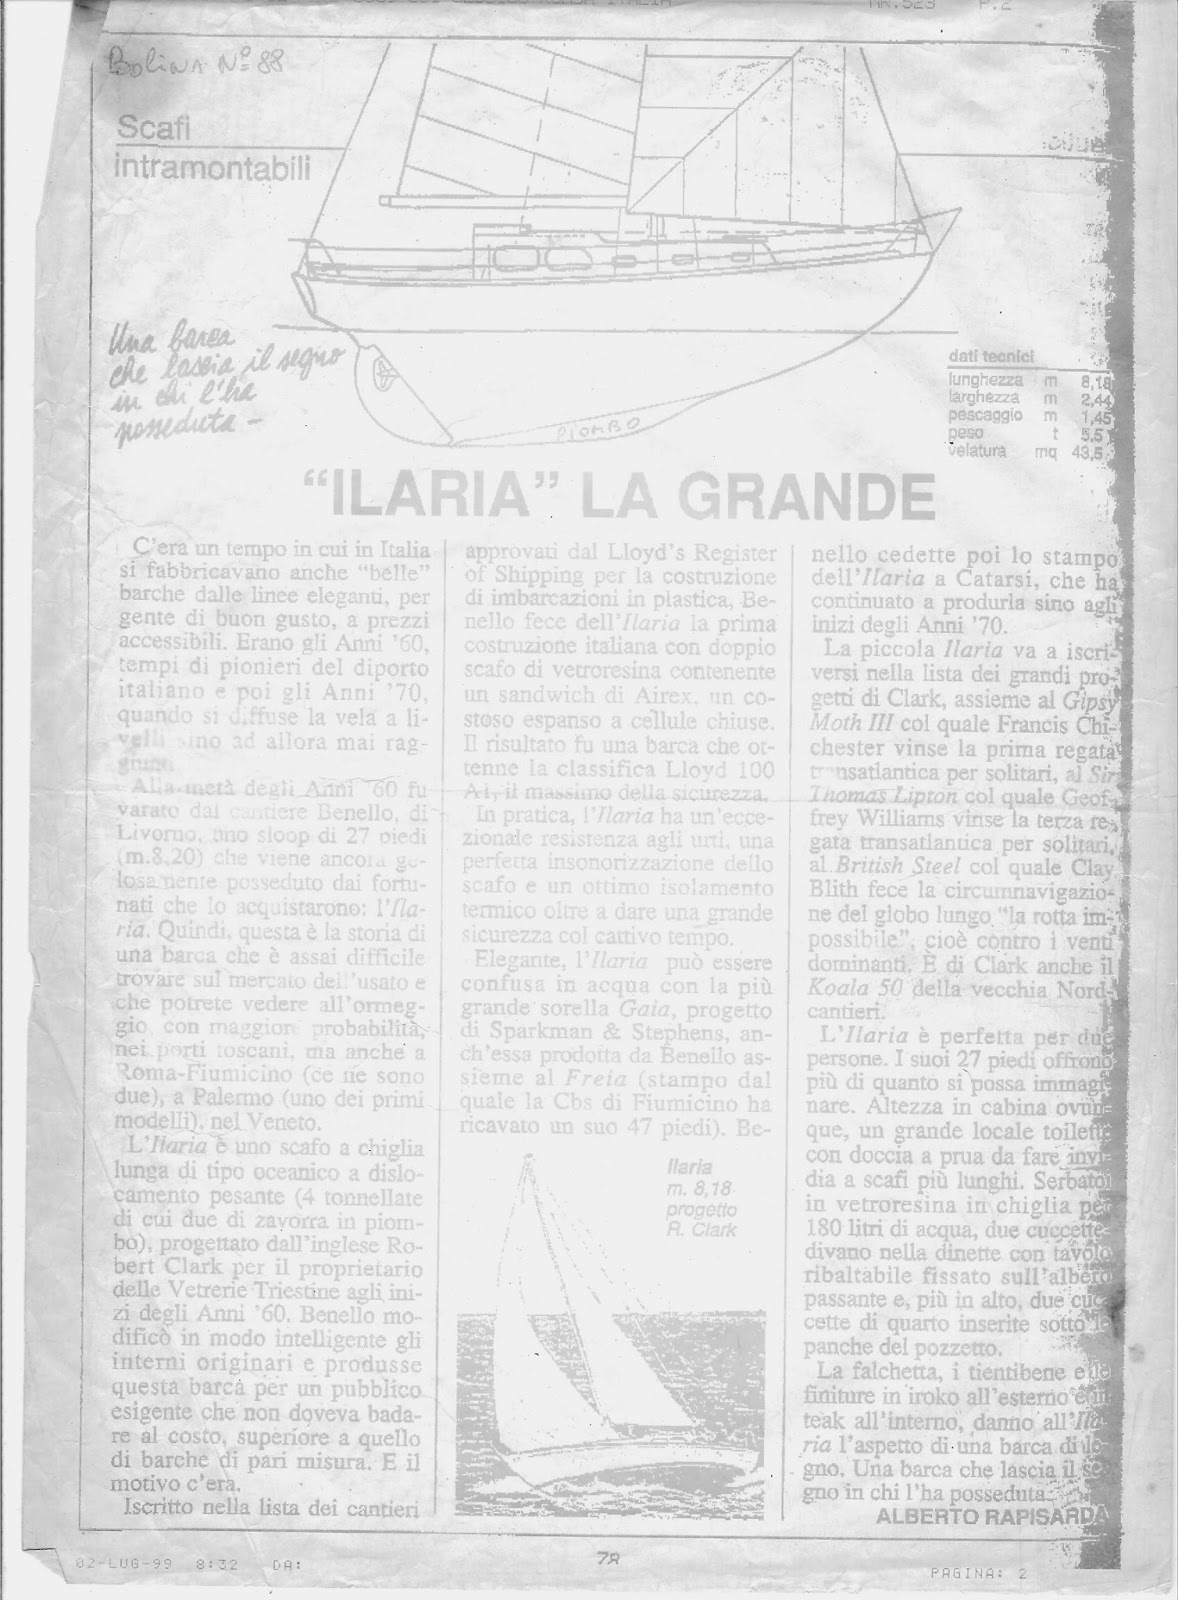 NR.523 P.2
Bolina N° 88
Scafi
intramontabili
Una barca
che lascia il segno
in chi l'ha
posseduta -
PIOMBO
dati tecnici
lunghezza m 8,18
larghezza m 2,44
pescaggio m 1,45
peso t 5,5
velatura mq 43,5
“ILARIA” LA GRANDE
C'era un tempo in cui in Italia
si fabbricavano anche “belle”
barche dalle linee eleganti, per
gente di buon gusto, a prezzi
accessibili. Erano gli Anni '60,
tempi di pionieri del diporto
italiano e poi gli Anni '70,
quando si diffuse la vela a li-
velli sino ad allora mai rag-
giunti.
Alla metà degli Anni '60 fu
varato dal cantiere Benello, di
Livorno, uno sloop di 27 piedi
(m.8,20) che viene ancora ge-
losamente posseduto dai fortu-
nati che lo acquistarono: l'Ila-
ria. Quindi, questa è la storia di
una barca che è assai difficile
trovare sul mercato dell'usato e
che potrete vedere all'ormeg-
gio, con maggiore probabilità,
nei porti toscani, ma anche a
Roma-Fiumicino (ce ne sono
due), a Palermo (uno dei primi
modelli), nel Veneto.
L'Ilaria è uno scafo a chiglia
lunga di tipo oceanico a dislo-
camento pesante (4 tonnellate
di cui due di zavorra in piom-
bo), progettato dall'inglese Ro-
bert Clark per il proprietario
delle Vetrerie Triestine agli ini-
zi degli Anni '60. Benello mo-
dificò in modo intelligente gli
interni originari e produsse
questa barca per un pubblico
esigente che non doveva bada-
re al costo, superiore a quello
di barche di pari misura. E il
motivo c'era.
Iscritto nella lista dei cantieri
approvati dal Lloyd's Register
of Shipping per la costruzione
di imbarcazioni in plastica, Be-
nello fece dell'Ilaria la prima
costruzione italiana con doppio
scafo di vetroresina contenente
un sandwich di Airex, un co-
stoso espanso a cellule chiuse.
Il risultato fu una barca che ot-
tenne la classifica Lloyd 100
A1, il massimo della sicurezza.
In pratica, l'Ilaria ha un'ecce-
zionale resistenza agli urti, una
perfetta insonorizzazione dello
scafo e un ottimo isolamento
termico oltre a dare una grande
sicurezza col cattivo tempo.
Elegante, l'Ilaria può essere
confusa in acqua con la più
grande sorella Gaia, progetto
di Sparkman & Stephens, an-
ch'essa prodotta da Benello as-
sieme al Freia (stampo dal
quale la Cbs di Fiumicino ha
ricavato un suo 47 piedi). Be-
Ilaria
m. 8,18
progetto
R. Clark
nello cedette poi lo stampo
dell'Ilaria a Catarsi, che ha
continuato a produrla sino agli
inizi degli Anni '70.
La piccola Ilaria va a iscri-
versi nella lista dei grandi pro-
getti di Clark, assieme al Gipsy
Moth III col quale Francis Chi-
chester vinse la prima regata
transatlantica per solitari, al Sir
Thomas Lipton col quale Geof-
frey Williams vinse la terza re-
gata transatlantica per solitari,
al British Steel col quale Clay
Blith fece la circumnavigazio-
ne del globo lungo “la rotta im-
possibile”, cioè contro i venti
dominanti. E di Clark anche il
Koala 50 della vecchia Nord-
cantieri.
L'Ilaria è perfetta per due
persone. I suoi 27 piedi offrono
più di quanto si possa immagi-
nare. Altezza in cabina ovun-
que, un grande locale toilette
con doccia a prua da fare invi-
dia a scafi più lunghi. Serbatoi
in vetroresina in chiglia per
180 litri di acqua, due cuccette-
divano nella dinette con tavolo
ribaltabile fissato sull'albero
passante e, più in alto, due cuc-
cette di quarto inserite sotto le
panche del pozzetto.
La falchetta, i tientibene e le
finiture in iroko all'esterno e in
teak all'interno, danno all'Ila-
ria l'aspetto di una barca di le-
gno. Una barca che lascia il se-
gno in chi l'ha posseduta.
ALBERTO RAPISARDA
78
02-LUG-99 8:32 DA:
PAGINA: 2